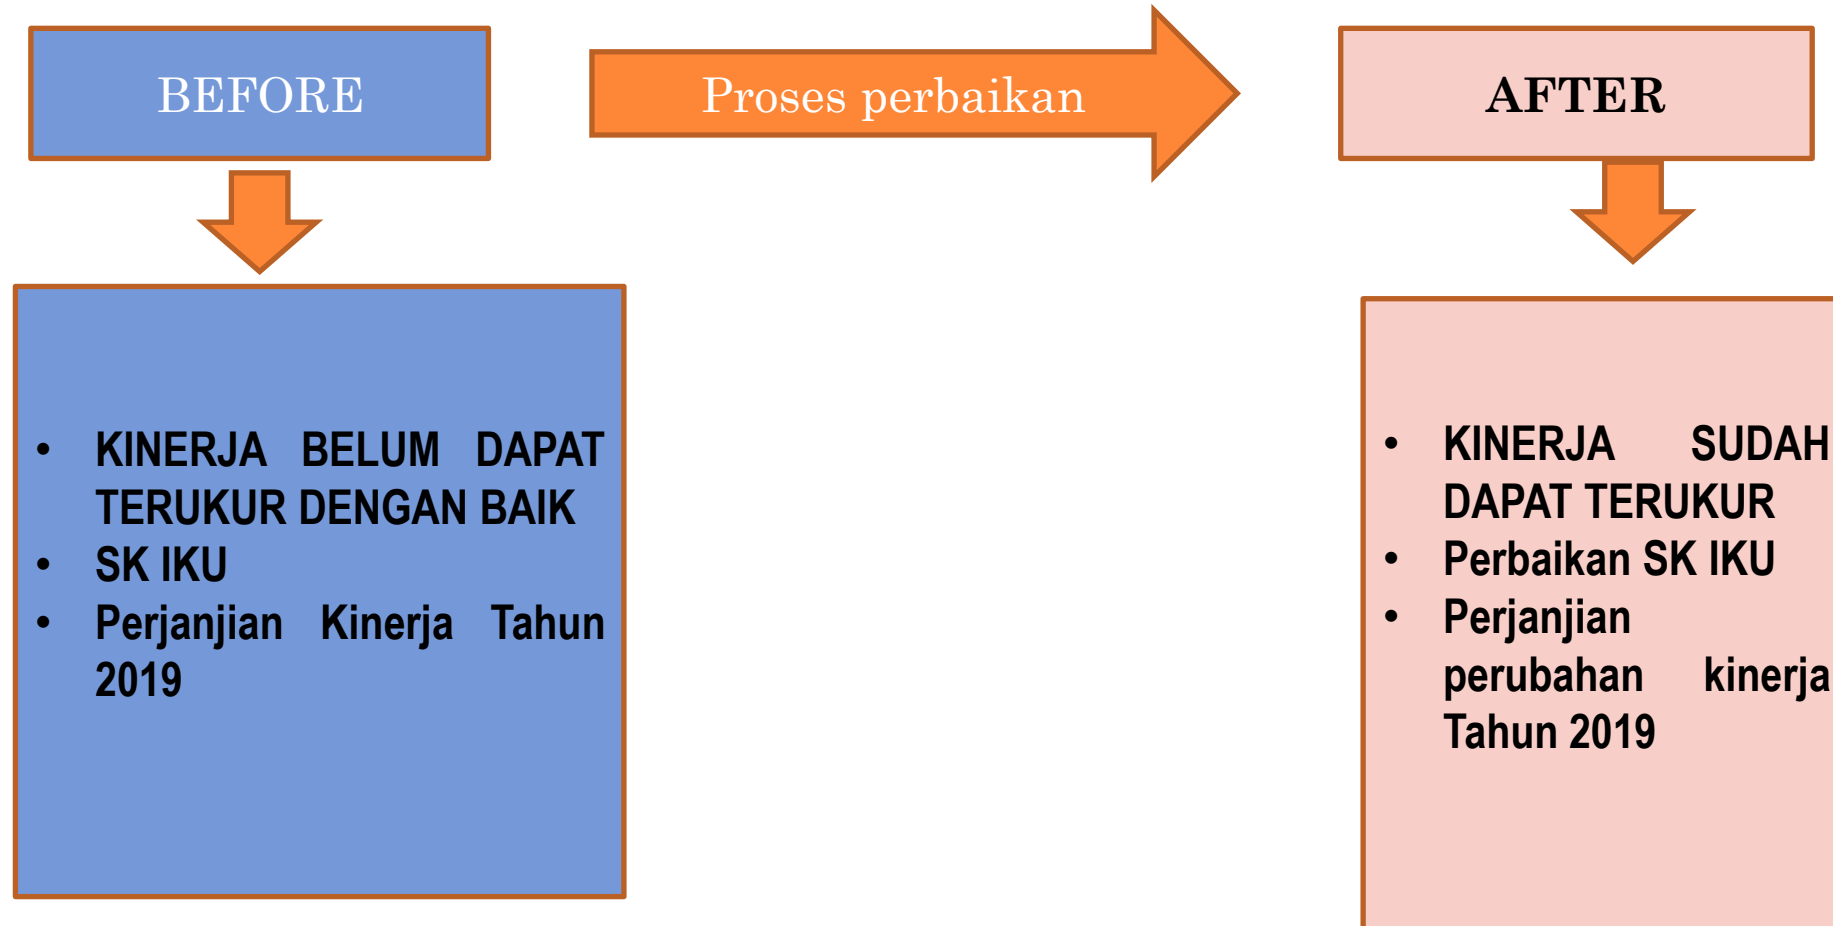 BEFORE
Proses perbaikan
AFTER
• KINERJA BELUM DAPAT
TERUKUR DENGAN BAIK
• SK IKU
• Perjanjian Kinerja Tahun
2019
• KINERJA SUDAH
DAPAT TERUKUR
• Perbaikan SK IKU
• Perjanjian
perubahan kinerja
Tahun 2019